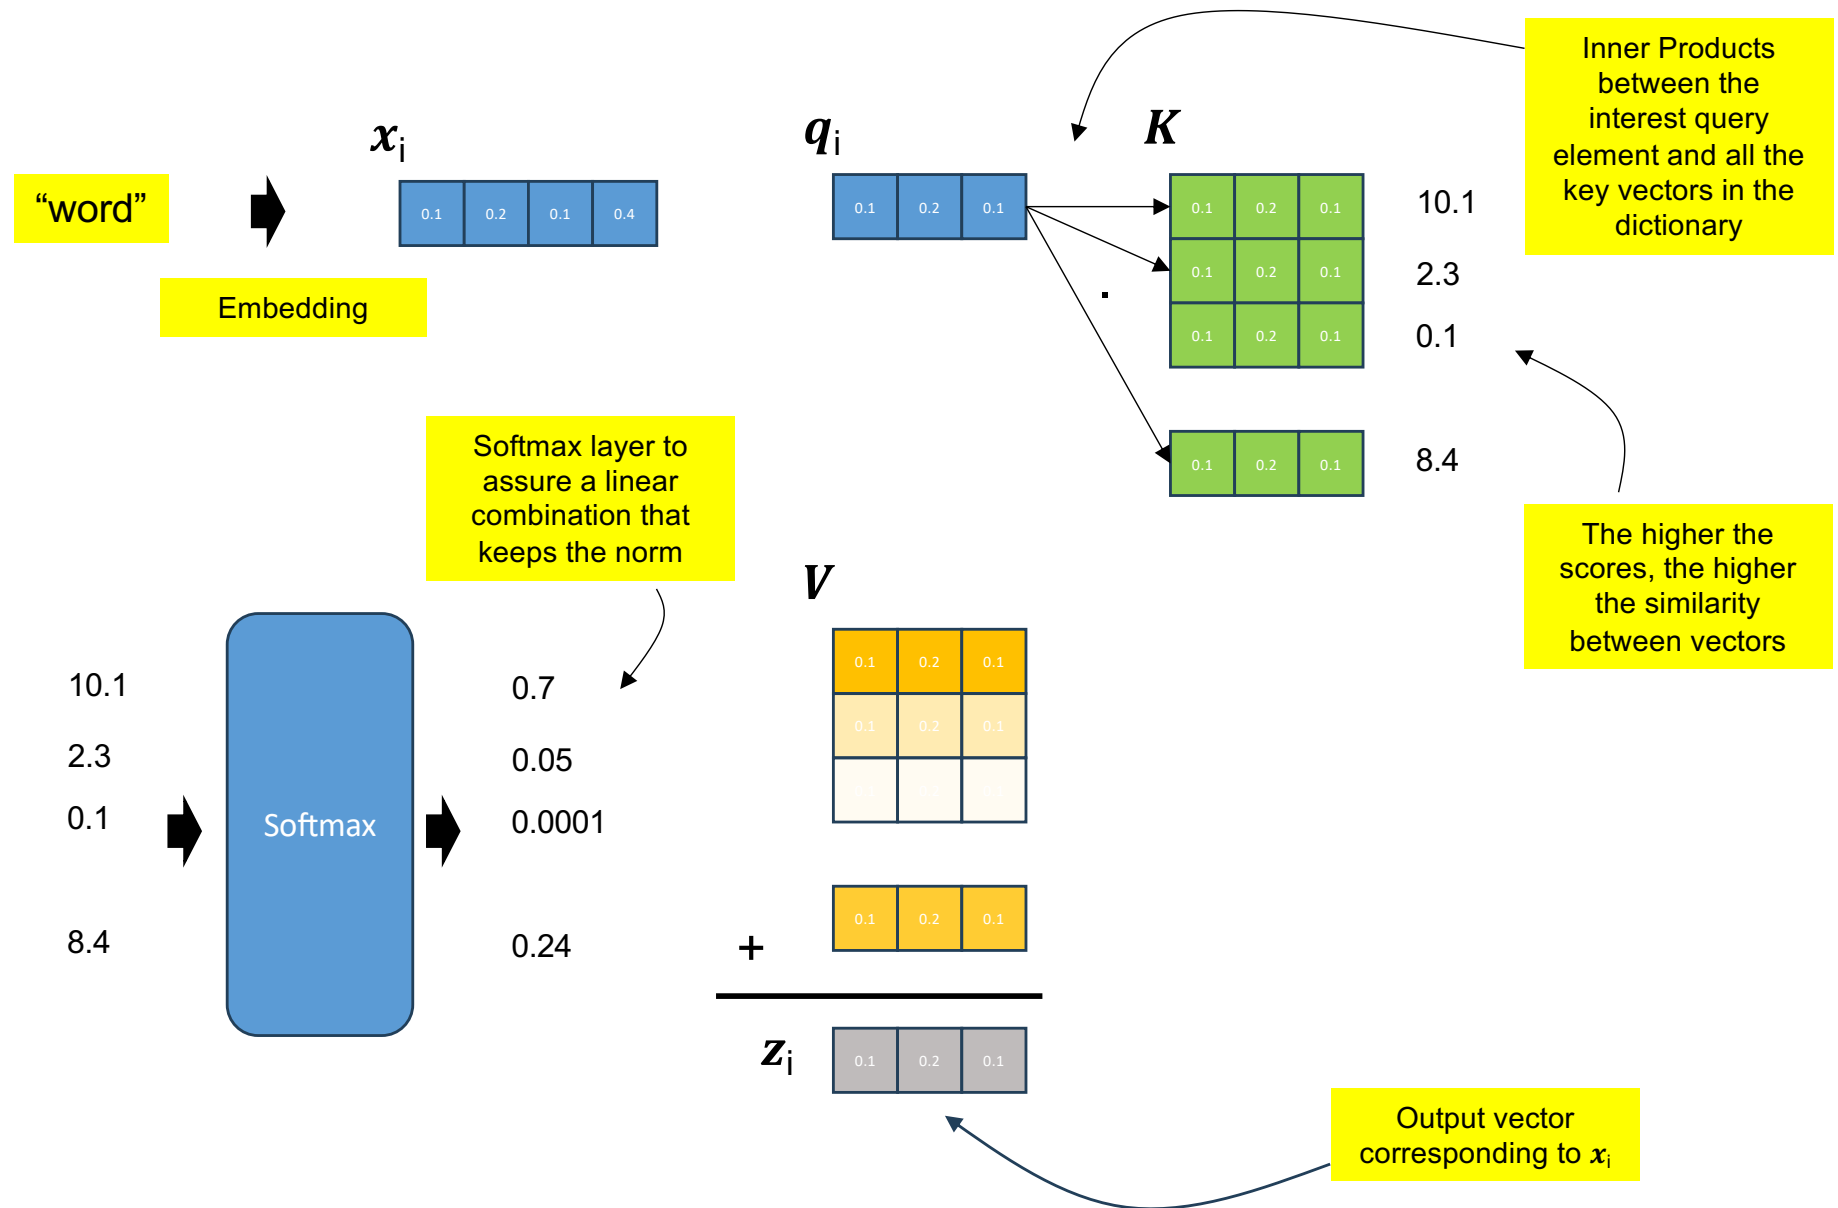 Inner Products
between the
interest query
element and all the
key vectors in the
dictionary
xi
qi
K
“word”
0.1 0.2 0.1 0.4
0.1 0.2 0.1
0.1 0.2 0.1
10.1
0.1 0.2 0.1
2.3
.
0.1 0.2 0.1
0.1
Embedding
0.1 0.2 0.1
8.4
Softmax layer to
assure a linear
combination that
keeps the norm
The higher the
scores, the higher
the similarity
between vectors
V
10.1
2.3
0.1
8.4
Softmax
0.7
0.05
0.0001
0.24
0.1 0.2 0.1
0.1 0.2 0.1
0.1 0.2 0.1
0.1 0.2 0.1
+
zi
0.1 0.2 0.1
Output vector
corresponding to xi